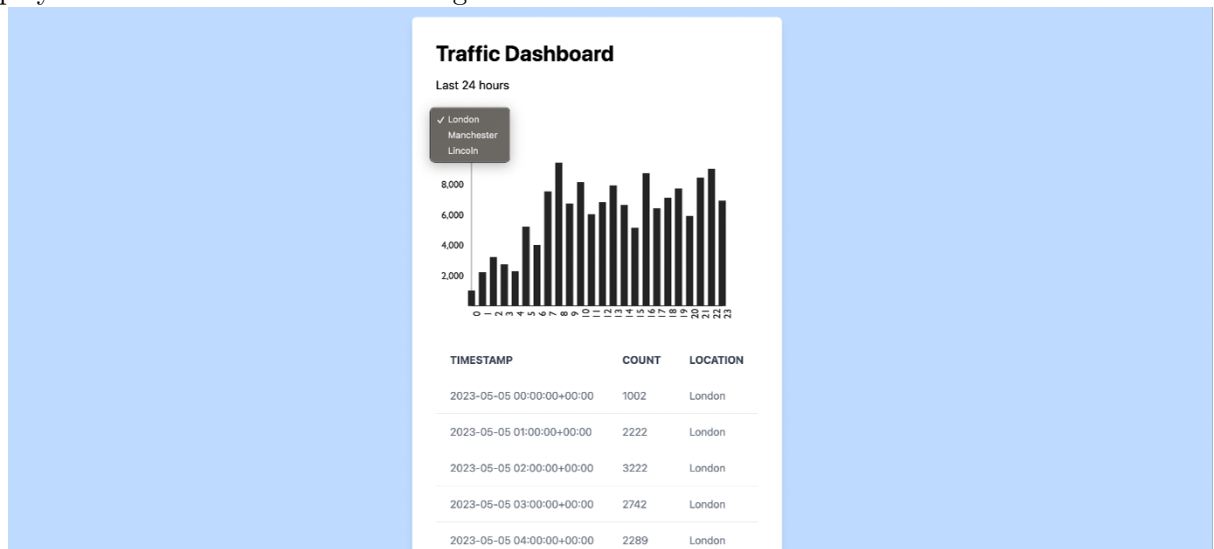 Traffic Dashboard
Last 24 hours
✓ London
Manchester
Lincoln
8,000
6,000
4,000
2,000
0 1 2 3 4 5 6 7 8 9 10 11 12 13 14 15 16 17 18 19 20 21 22 23
TIMESTAMP COUNT LOCATION
2023-05-05 00:00:00+00:00 1002 London
2023-05-05 01:00:00+00:00 2222 London
2023-05-05 02:00:00+00:00 3222 London
2023-05-05 03:00:00+00:00 2742 London
2023-05-05 04:00:00+00:00 2289 London